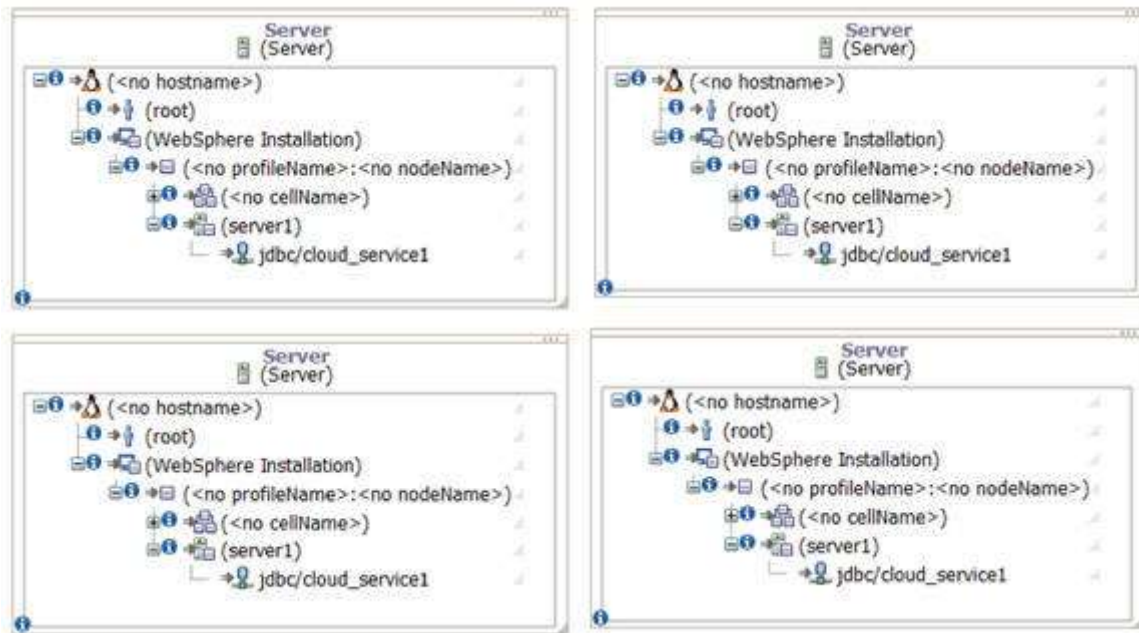 Server
(Server)
(<no hostname>)
(root)
(WebSphere Installation)
(<no profileName>:<no nodeName>)
(<no cellName>)
(server1)
jdbc/cloud_service1
Server
(Server)
(<no hostname>)
(root)
(WebSphere Installation)
(<no profileName>:<no nodeName>)
(<no cellName>)
(server1)
jdbc/cloud_service1
Server
(Server)
(<no hostname>)
(root)
(WebSphere Installation)
(<no profileName>:<no nodeName>)
(<no cellName>)
(server1)
jdbc/cloud_service1
Server
(Server)
(<no hostname>)
(root)
(WebSphere Installation)
(<no profileName>:<no nodeName>)
(<no cellName>)
(server1)
jdbc/cloud_service1